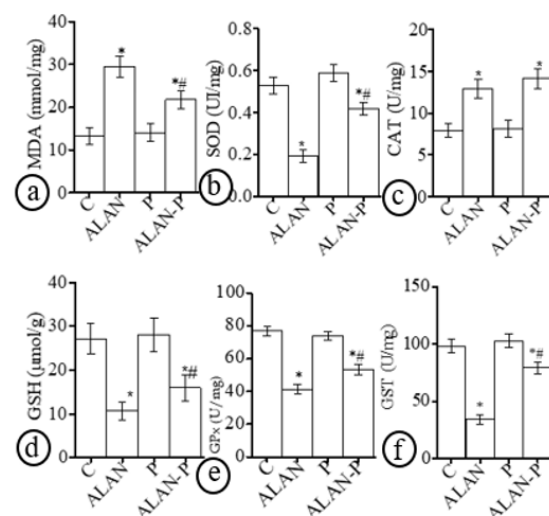 MDA (mmol/mg)
40
30
20
10
0
*
*#
C
ALAN
P
ALAN-P
a
SOD (UI/mg)
0.8
0.6
0.4
0.2
0.0
*
*#
C
ALAN
P
ALAN-P
b
CAT (U/mg)
20
15
10
5
0
*
*
C
ALAN
P
ALAN-P
c
GSH (µmol/g)
40
30
20
10
0
*
*#
C
ALAN
P
ALAN-P
d
GPx (U/mg)
100
80
60
40
20
0
*
*#
C
ALAN
P
ALAN-P
e
GST (U/mg)
150
100
50
0
*
*#
C
ALAN
P
ALAN-P
f